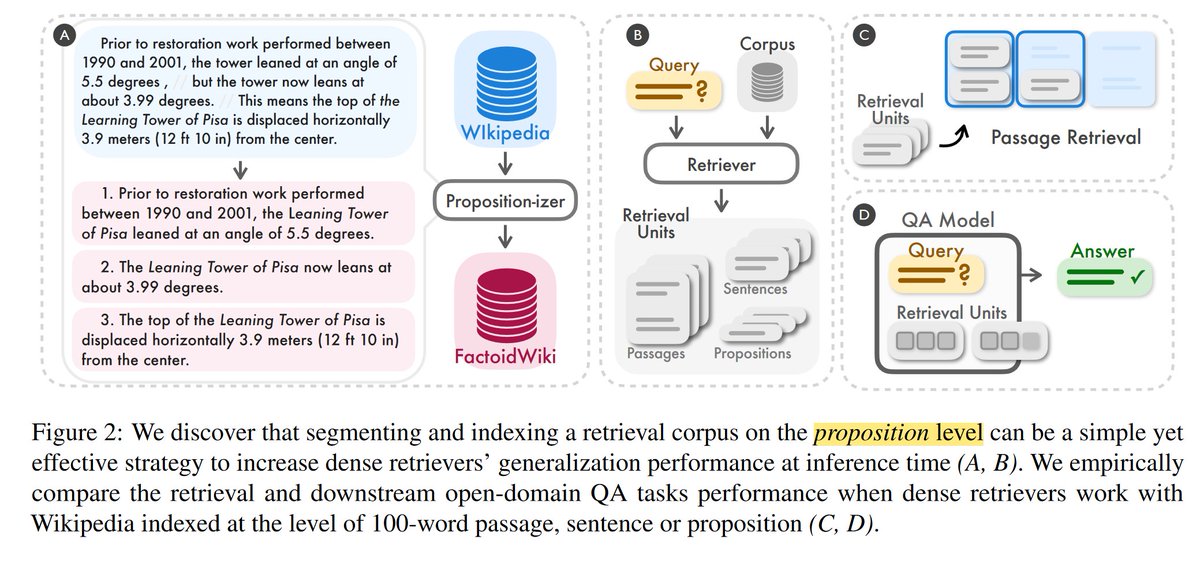 A
Prior to restoration work performed between
1990 and 2001, the tower leaned at an angle of
5.5 degrees , // but the tower now leans at
about 3.99 degrees. // This means the top of the
Learning Tower of Pisa is displaced horizontally
3.9 meters (12 ft 10 in) from the center.
1. Prior to restoration work performed
between 1990 and 2001, the Leaning Tower
of Pisa leaned at an angle of 5.5 degrees.
2. The Leaning Tower of Pisa now leans at
about 3.99 degrees.
3. The top of the Leaning Tower of Pisa is
displaced horizontally 3.9 meters (12 ft 10 in)
from the center.
WIkipedia
Proposition-izer
FactoidWiki
B
Query
?
Corpus
Retriever
Retrieval
Units
Sentences
Passages
Propositions
C
Retrieval
Units
Passage Retrieval
D
QA Model
Query
?
Answer
Retrieval Units
Figure 2: We discover that segmenting and indexing a retrieval corpus on the proposition level can be a simple yet
effective strategy to increase dense retrievers’ generalization performance at inference time (A, B). We empirically
compare the retrieval and downstream open-domain QA tasks performance when dense retrievers work with
Wikipedia indexed at the level of 100-word passage, sentence or proposition (C, D).